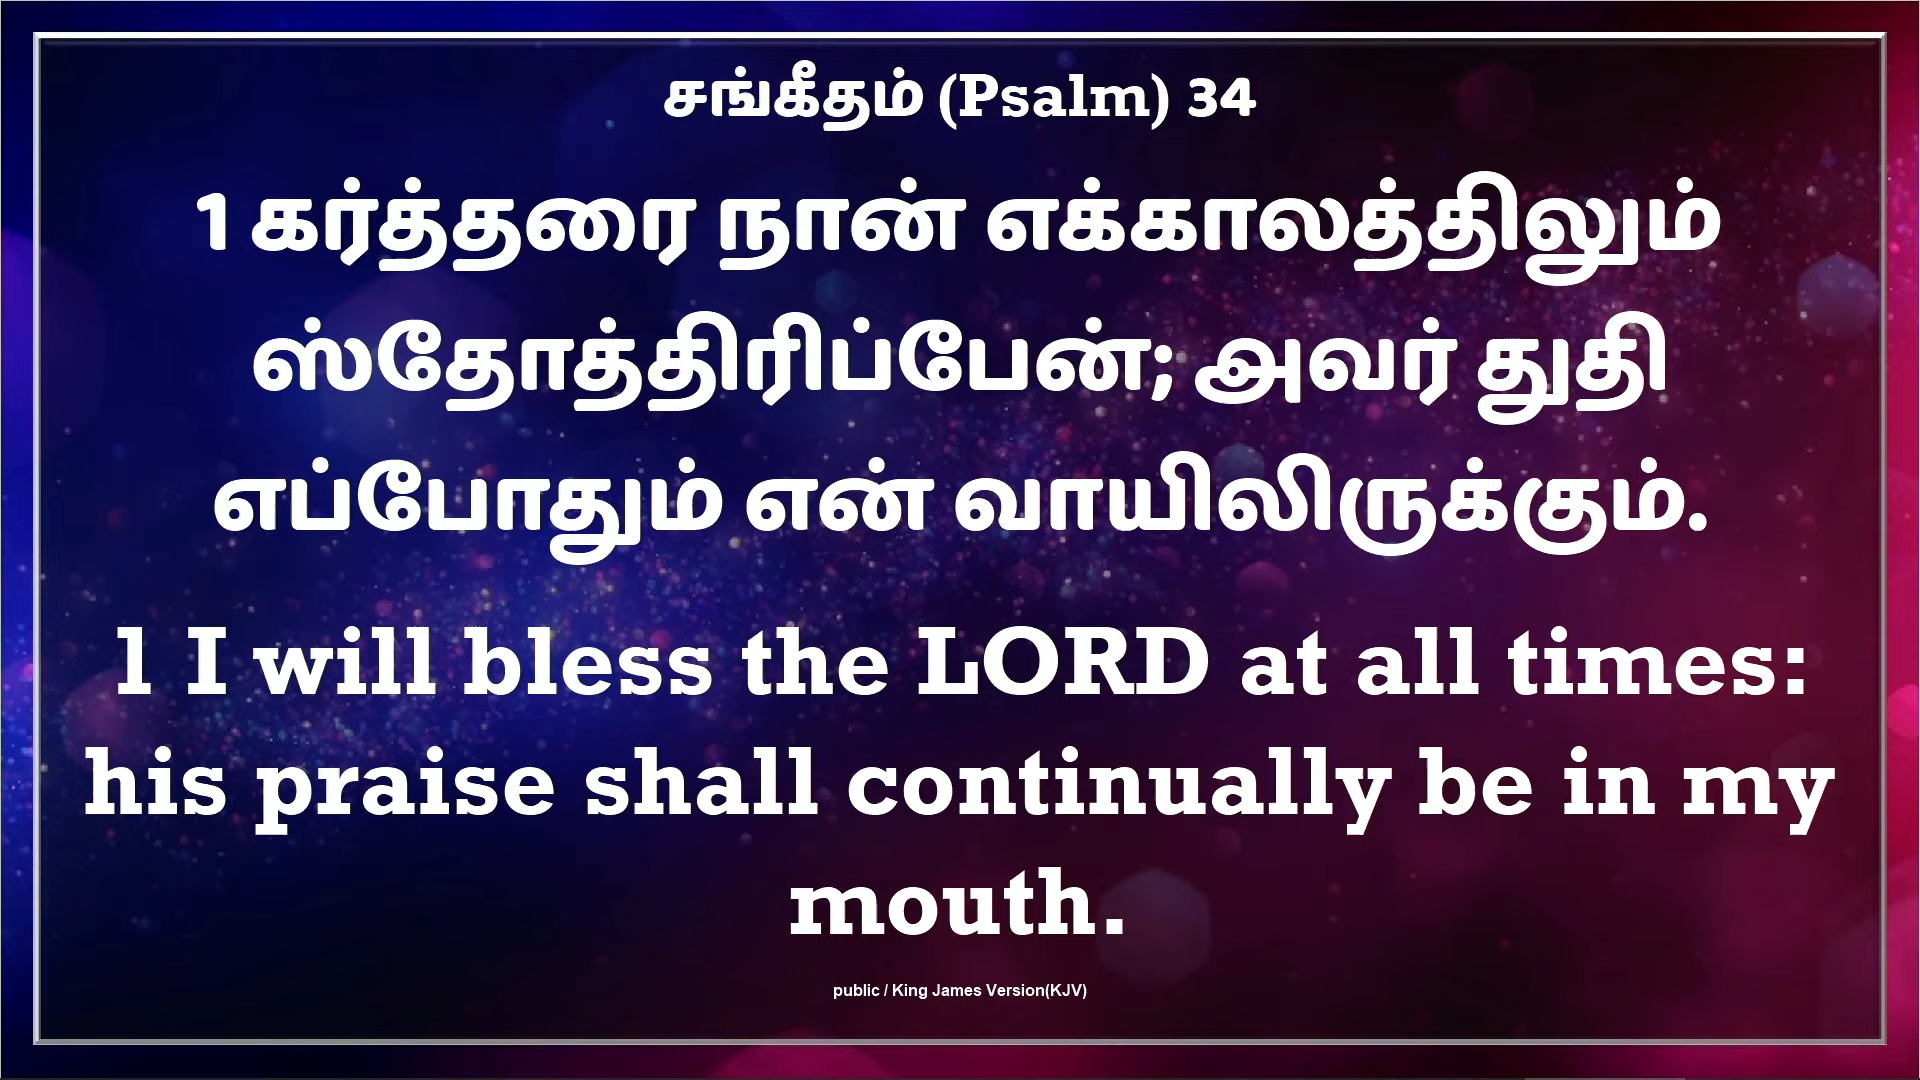 சங்கீதம் (Psalm) 34
1 கர்த்தரை நான் எக்காலத்திலும்
ஸ்தோத்திரிப்பேன்; அவர் துதி
எப்போதும் என் வாயிலிருக்கும்.
1 I will bless the LORD at all times:
his praise shall continually be in my
mouth.
public / King James Version(KJV)